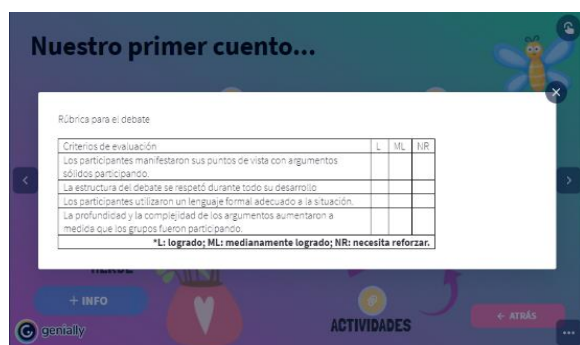 Nuestro primer cuento...
Rúbrica para el debate
Criterios de evaluación L ML NR
Los participantes manifestaron sus puntos de vista con argumentos
sólidos participando.
La estructura del debate se respetó durante todo su desarrollo
Los participantes utilizaron un lenguaje formal adecuado a la situación.
La profundidad y la complejidad de los argumentos aumentaron a
medida que los grupos fueron participando.
*L: logrado; ML: medianamente logrado; NR: necesita reforzar.
+ INFO
ACTIVIDADES
← ATRÁS
genially